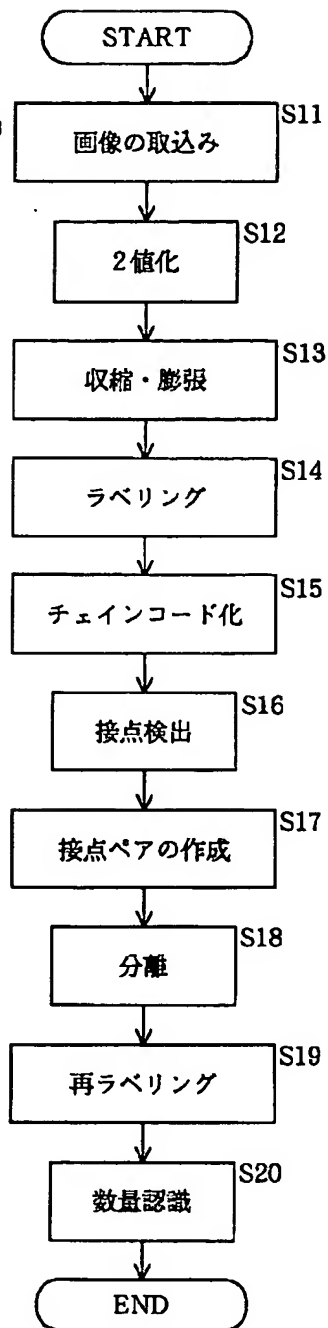 START
画像の取込み
S11
2値化
S12
収縮・膨張
S13
ラベリング
S14
チェインコード化
S15
接点検出
S16
接点ペアの作成
S17
分離
S18
再ラベリング
S19
数量認識
S20
END